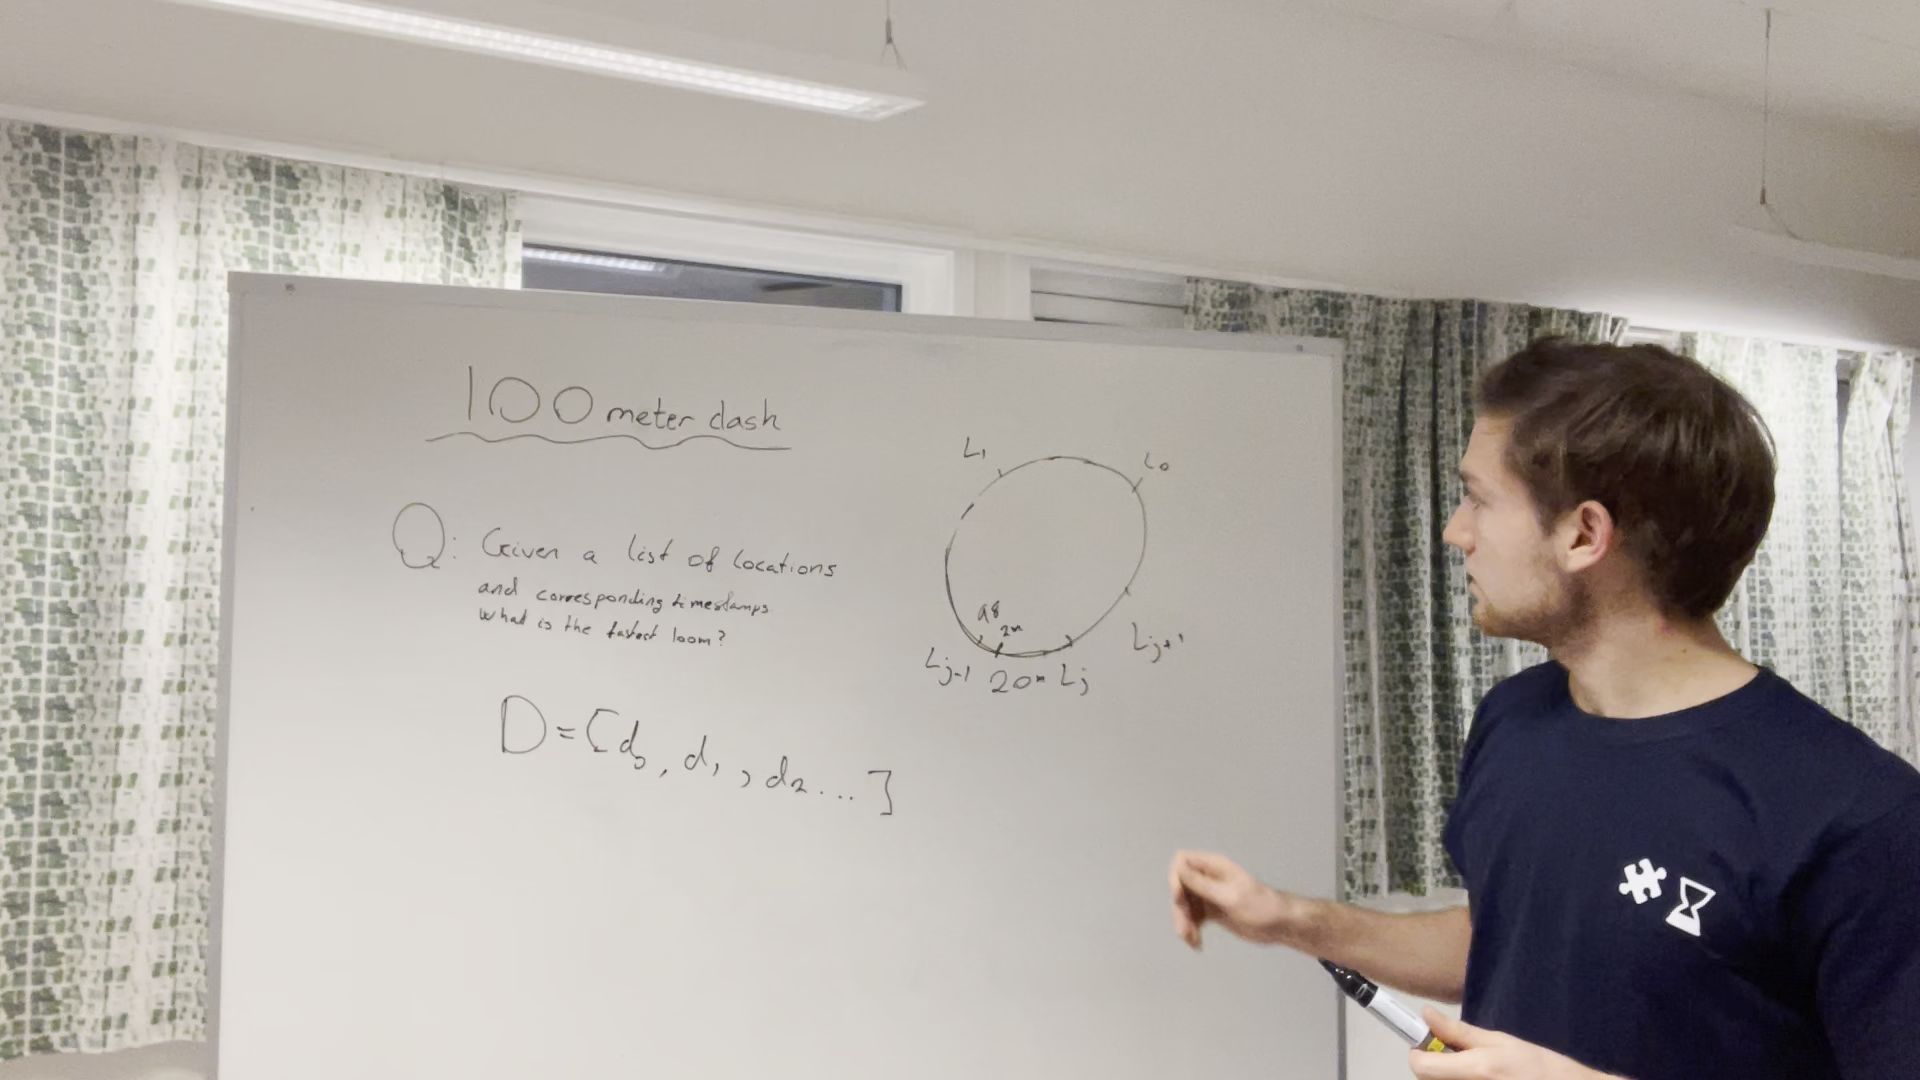 100 meter dash
Q: Given a list of locations
and corresponding timestamps
what is the fastest 100m?
D = [d0, d1, d2 ... ]
L1
L0
98
2m
Lj-1
20m
Lj
Lj+1